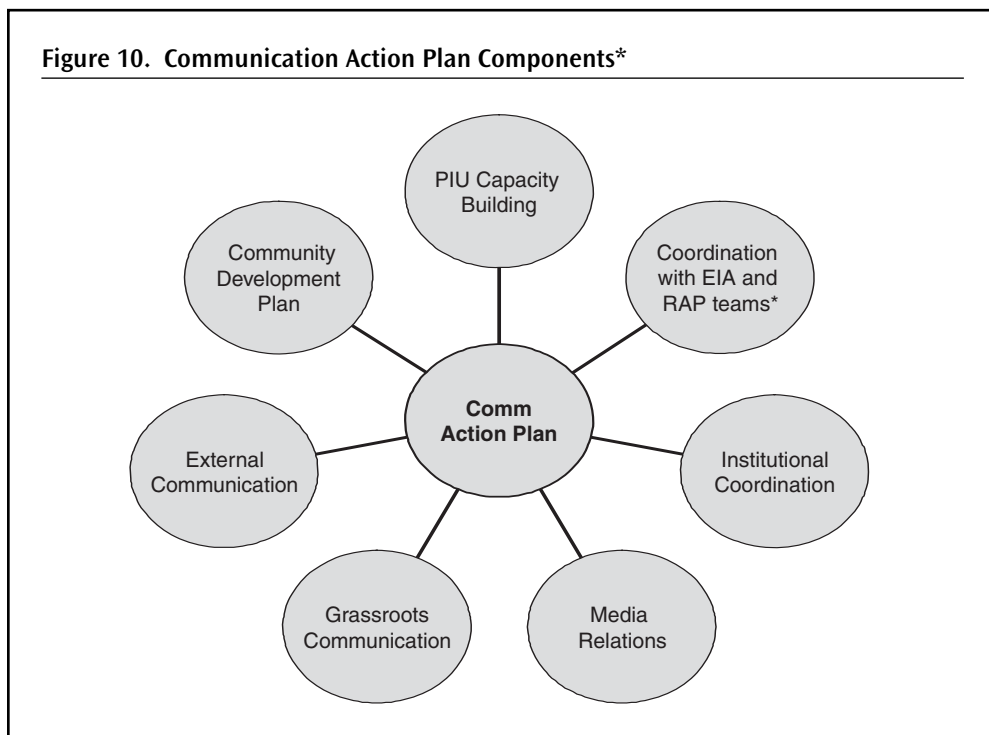 Figure 10. Communication Action Plan Components*
PIU Capacity
Building
Community
Development
Plan
Coordination
with EIA and
RAP teams*
Comm
Action Plan
External
Communication
Institutional
Coordination
Grassroots
Communication
Media
Relations